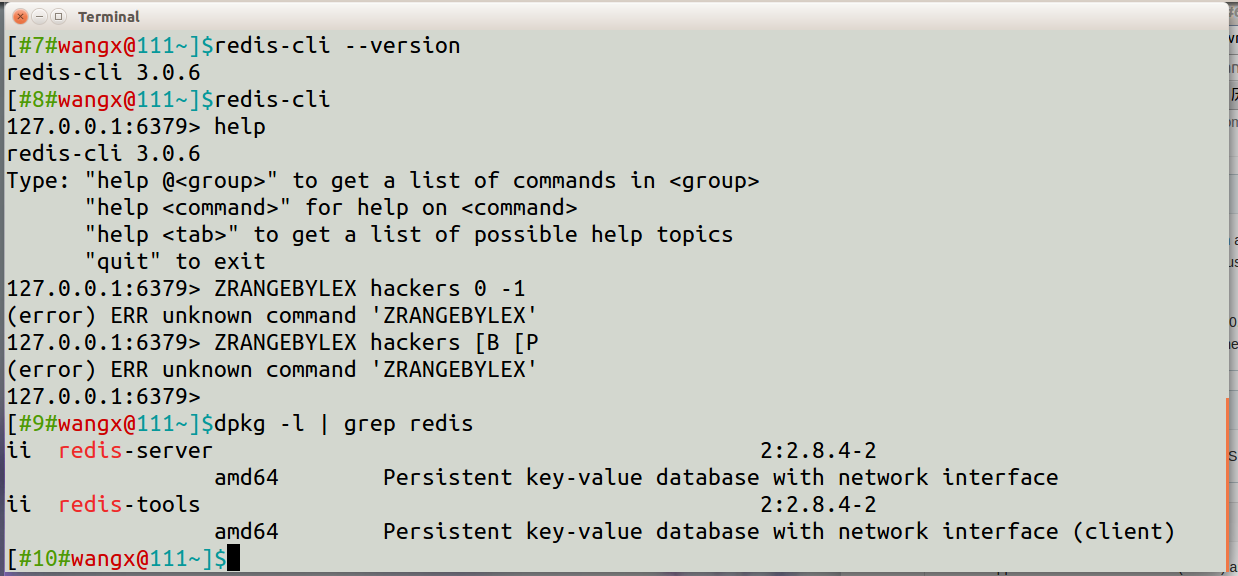 Terminal
[#7#wangx@111~]$redis-cli --version
redis-cli 3.0.6
[#8#wangx@111~]$redis-cli
127.0.0.1:6379> help
redis-cli 3.0.6
Type: "help @<group>" to get a list of commands in <group>
      "help <command>" for help on <command>
      "help <tab>" to get a list of possible help topics
      "quit" to exit
127.0.0.1:6379> ZRANGEBYLEX hackers 0 -1
(error) ERR unknown command 'ZRANGEBYLEX'
127.0.0.1:6379> ZRANGEBYLEX hackers [B [P
(error) ERR unknown command 'ZRANGEBYLEX'
127.0.0.1:6379>
[#9#wangx@111~]$dpkg -l | grep redis
ii  redis-server                                          2:2.8.4-2
                amd64        Persistent key-value database with network interface
ii  redis-tools                                           2:2.8.4-2
                amd64        Persistent key-value database with network interface (client)
[#10#wangx@111~]$